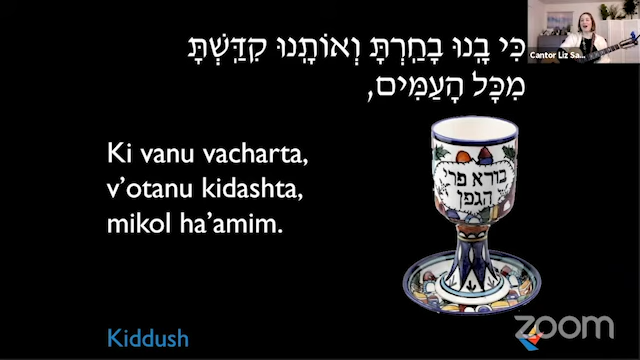 כִּי בָֽנוּ בָחַֽרְתָּ וְאוֹתָֽנוּ קִדַּֽשְׁתָּ
מִכׇּל הָעַמִּים,
Ki vanu vacharta,
v’otanu kidashta,
mikol ha’amim.
בורא פרי
הגפן
Kiddush
Cantor Liz Sa...
zoom